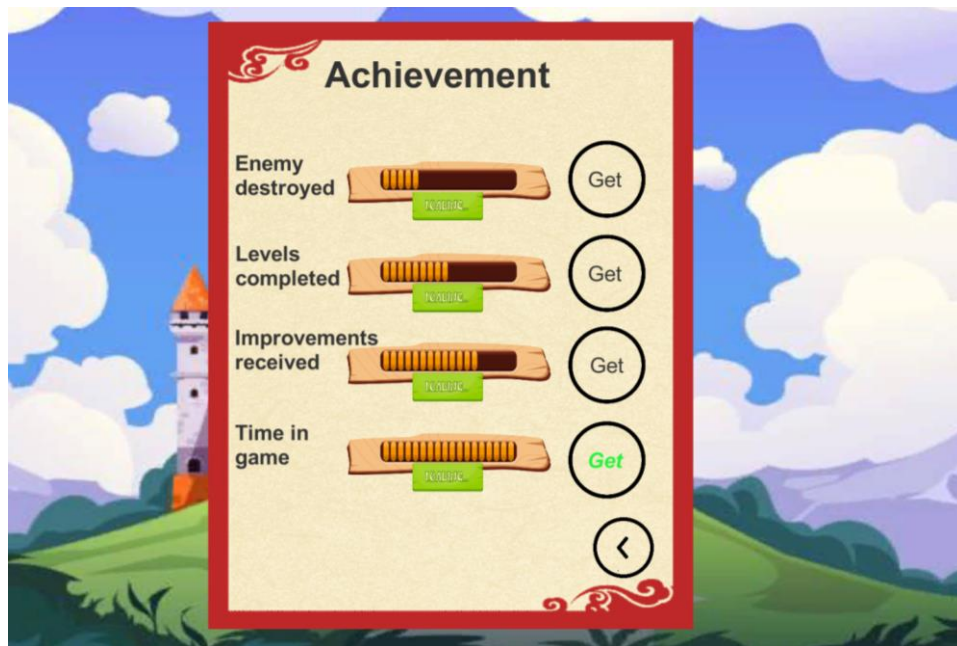 Achievement
Enemy
destroyed
Get
Levels
completed
Get
Improvements
received
Get
Time in
game
Get